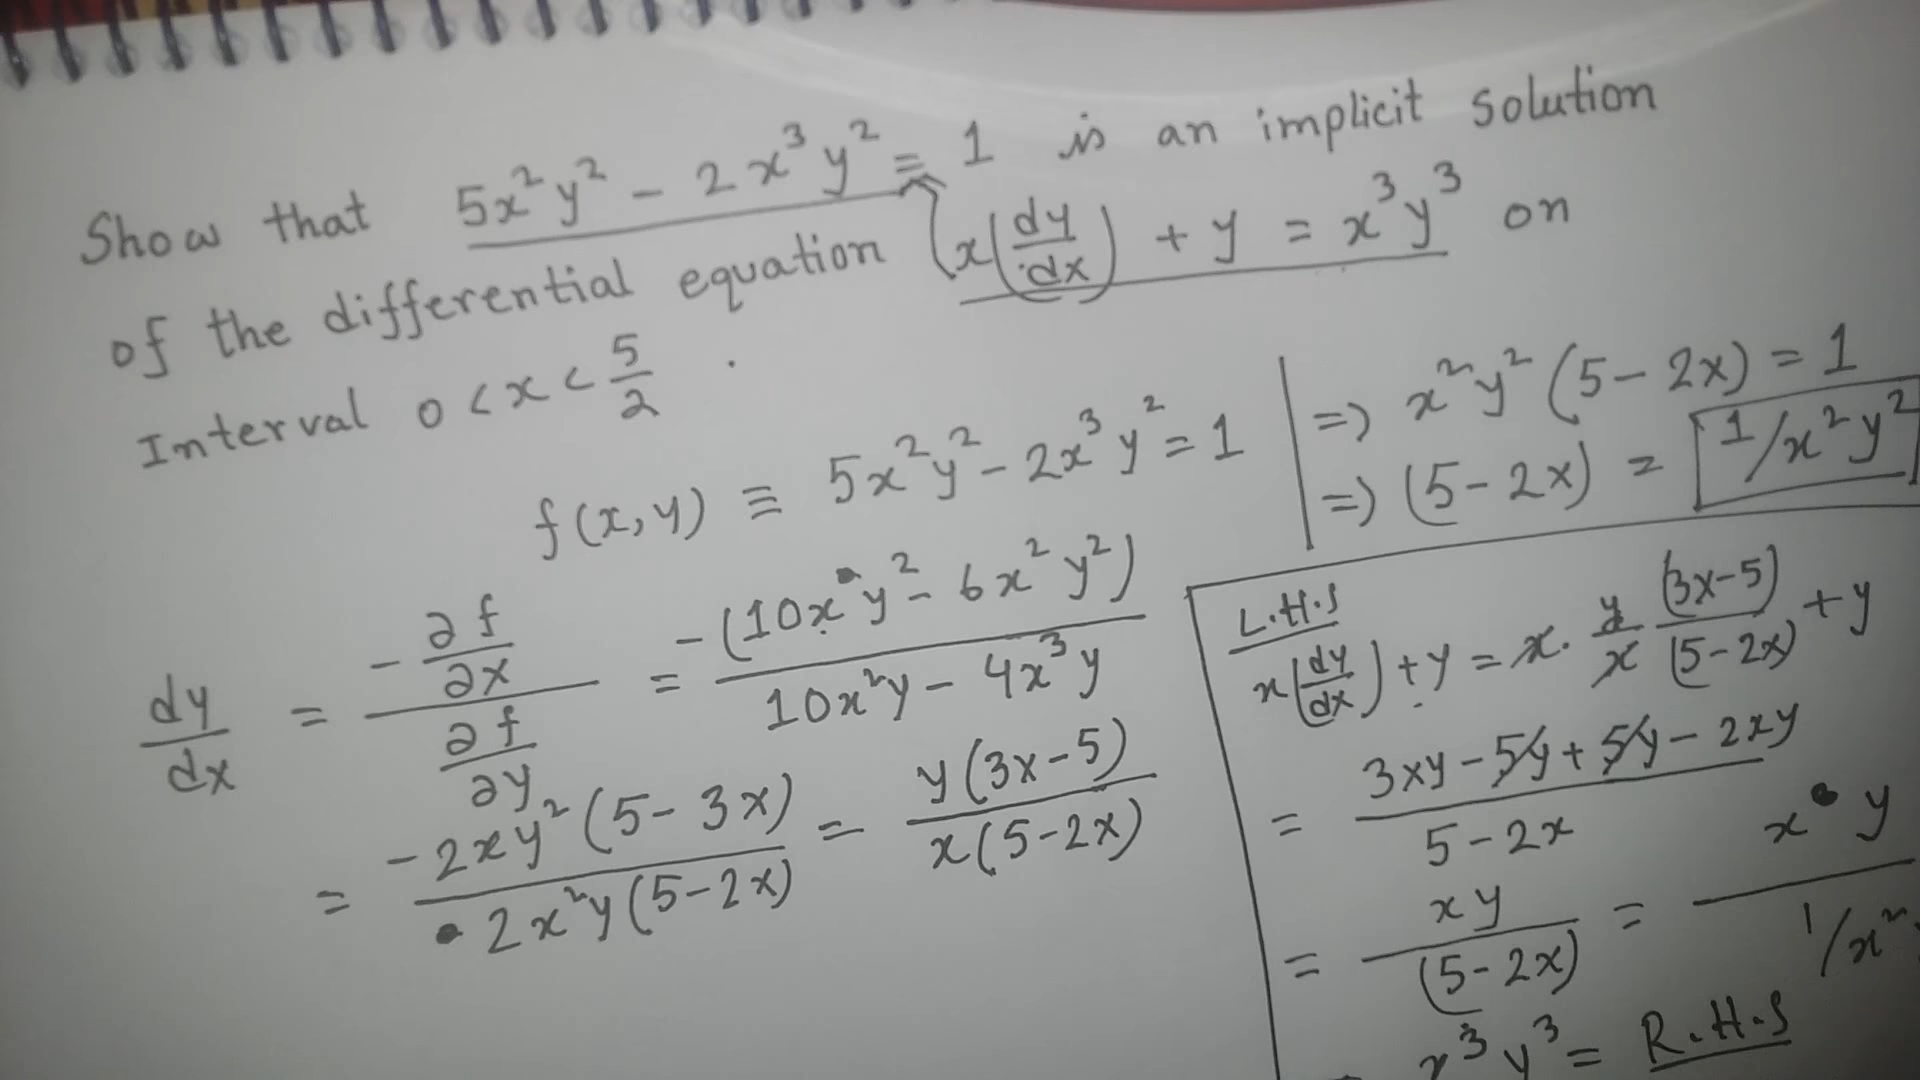 Show that 5x²y² - 2x³y² = 1 is an implicit solution
of the differential equation (x(dy/dx) + y = x³y³ on
Interval 0 < x < 5/2 .
f(x,y) ≡ 5x²y² - 2x³y² = 1
⇒ x²y² (5-2x) = 1
⇒ (5-2x) = 1/x²y²
dy/dx = -∂f/∂x / ∂f/∂y = -(10xy² - 6x²y²) / 10x²y - 4x³y
= -2xy² (5-3x) / 2x²y(5-2x) = y(3x-5) / x(5-2x)
L.H.S
x(dy/dx) + y = x. y/x (3x-5)/(5-2x) + y
= 3xy - 5y + 5y - 2xy / 5-2x
= xy / (5-2x) = xy / 1/x²
x³y³ = R.H.S